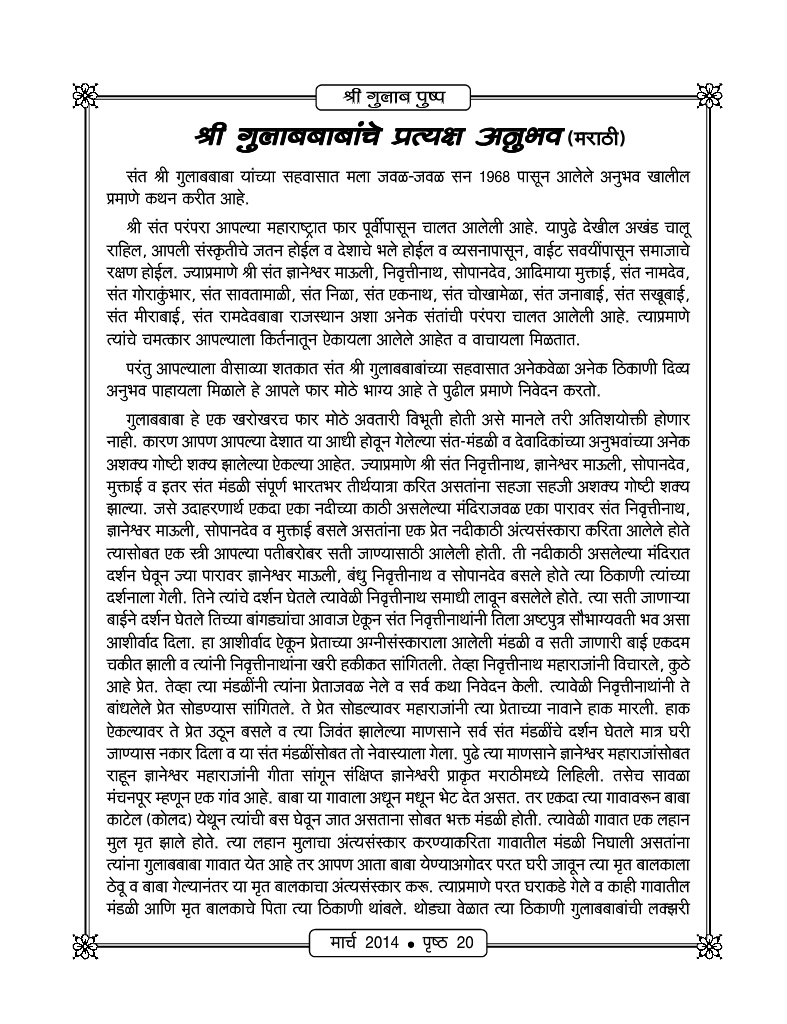 श्री गुलाब पुष्प
श्री गुलाबबाबांचे प्रत्यक्ष अनुभव (मराठी)
संत श्री गुलाबबाबा यांच्या सहवासात मला जवळ-जवळ सन 1968 पासून आलेले अनुभव खालील
प्रमाणे कथन करीत आहे.
श्री संत परंपरा आपल्या महाराष्ट्रात फार पूर्वीपासून चालत आलेली आहे. यापुढे देखील अखंड चालू
राहिल, आपली संस्कृतीचे जतन होईल व देशाचे भले होईल व व्यसनापासून, वाईट सवयींपासून समाजाचे
रक्षण होईल. ज्याप्रमाणे श्री संत ज्ञानेश्वर माऊली, निवृत्तीनाथ, सोपानदेव, आदिमाया मुक्ताई, संत नामदेव,
संत गोराकुंभार, संत सावतामाळी, संत निळा, संत एकनाथ, संत चोखामेळा, संत जनाबाई, संत सखूबाई,
संत मीराबाई, संत रामदेवबाबा राजस्थान अशा अनेक संतांची परंपरा चालत आलेली आहे. त्याप्रमाणे
त्यांचे चमत्कार आपल्याला किर्तनातून ऐकायला आलेले आहेत व वाचायला मिळतात.
परंतु आपल्याला वीसाव्या शतकात संत श्री गुलाबबाबांच्या सहवासात अनेकवेळा अनेक ठिकाणी दिव्य
अनुभव पाहायला मिळाले हे आपले फार मोठे भाग्य आहे ते पुढील प्रमाणे निवेदन करतो.
गुलाबबाबा हे एक खरोखरच फार मोठे अवतारी विभूती होती असे मानले तरी अतिशयोक्ती होणार
नाही. कारण आपण आपल्या देशात या आधी होवून गेलेल्या संत-मंडळी व देवादिकांच्या अनुभवांच्या अनेक
अशक्य गोष्टी शक्य झालेल्या ऐकल्या आहेत. ज्याप्रमाणे श्री संत निवृत्तीनाथ, ज्ञानेश्वर माऊली, सोपानदेव,
मुक्ताई व इतर संत मंडळी संपूर्ण भारतभर तीर्थयात्रा करित असतांना सहजा सहजी अशक्य गोष्टी शक्य
झाल्या. जसे उदाहरणार्थ एकदा एका नदीच्या काठी असलेल्या मंदिराजवळ एका पारावर संत निवृत्तीनाथ,
ज्ञानेश्वर माऊली, सोपानदेव व मुक्ताई बसले असतांना एक प्रेत नदीकाठी अंत्यसंस्कारा करिता आलेले होते
त्यासोबत एक स्त्री आपल्या पतीबरोबर सती जाण्यासाठी आलेली होती. ती नदीकाठी असलेल्या मंदिरात
दर्शन घेवून ज्या पारावर ज्ञानेश्वर माऊली, बंधु निवृत्तीनाथ व सोपानदेव बसले होते त्या ठिकाणी त्यांच्या
दर्शनाला गेली. तिने त्यांचे दर्शन घेतले त्यावेळी निवृत्तीनाथ समाधी लावून बसलेले होते. त्या सती जाणाऱ्या
बाईने दर्शन घेतले तिच्या बांगड्यांचा आवाज ऐकून संत निवृत्तीनाथांनी तिला अष्टपुत्र सौभाग्यवती भव असा
आशीर्वाद दिला. हा आशीर्वाद ऐकून प्रेताच्या अग्नीसंस्काराला आलेली मंडळी व सती जाणारी बाई एकदम
चकीत झाली व त्यांनी निवृत्तीनाथांना खरी हकीकत सांगितली. तेव्हा निवृत्तीनाथ महाराजांनी विचारले, कुठे
आहे प्रेत. तेव्हा त्या मंडळींनी त्यांना प्रेताजवळ नेले व सर्व कथा निवेदन केली. त्यावेळी निवृत्तीनाथांनी ते
बांधलेले प्रेत सोडण्यास सांगितले. ते प्रेत सोडल्यावर महाराजांनी त्या प्रेताच्या नावाने हाक मारली. हाक
ऐकल्यावर ते प्रेत उठून बसले व त्या जिवंत झालेल्या माणसाने सर्व संत मंडळींचे दर्शन घेतले मात्र घरी
जाण्यास नकार दिला व या संत मंडळींसोबत तो नेवास्याला गेला. पुढे त्या माणसाने ज्ञानेश्वर महाराजांसोबत
राहून ज्ञानेश्वर महाराजांनी गीता सांगून संक्षिप्त ज्ञानेश्वरी प्राकृत मराठीमध्ये लिहिली. तसेच सावळा
मंचनपूर म्हणून एक गांव आहे. बाबा या गावाला अधून मधून भेट देत असत. तर एकदा त्या गावावरून बाबा
काटेल (कोलद) येथून त्यांची बस घेवून जात असताना सोबत भक्त मंडळी होती. त्यावेळी गावात एक लहान
मुल मृत झाले होते. त्या लहान मुलाचा अंत्यसंस्कार करण्याकरिता गावातील मंडळी निघाली असतांना
त्यांना गुलाबबाबा गावात येत आहे तर आपण आता बाबा येण्याअगोदर परत घरी जावून त्या मृत बालकाला
ठेवू व बाबा गेल्यानंतर या मृत बालकाचा अंत्यसंस्कार करू. त्याप्रमाणे परत घराकडे गेले व काही गावातील
मंडळी आणि मृत बालकाचे पिता त्या ठिकाणी थांबले. थोड्या वेळात त्या ठिकाणी गुलाबबाबांची लक्झरी
मार्च 2014 ● पृष्ठ 20